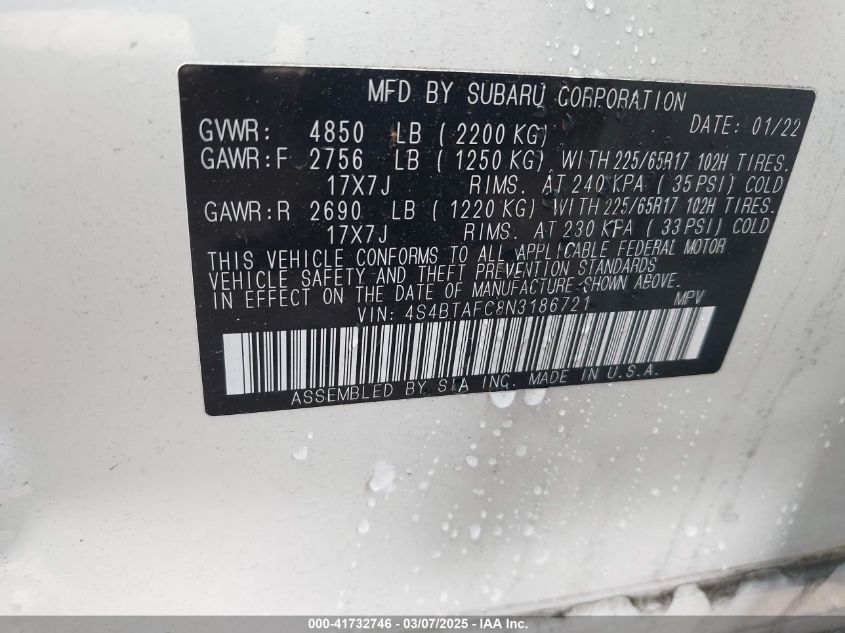 MFD BY SUBARU CORPORATION
GVWR: 4850 LB (2200 KG) DATE: 01/22
GAWR:F 2756 LB (1250 KG) WITH 225/65R17 102H TIRES.
17X7J RIMS. AT 240 KPA (35 PSI) COLD
GAWR:R 2690 LB (1220 KG) WITH 225/65R17 102H TIRES.
17X7J RIMS. AT 230 KPA (33 PSI) COLD
THIS VEHICLE CONFORMS TO ALL APPLICABLE FEDERAL MOTOR
VEHICLE SAFETY AND THEFT PREVENTION STANDARDS
IN EFFECT ON THE DATE OF MANUFACTURE SHOWN ABOVE.
VIN: 4S4BTAFC8N3186721 MPV
ASSEMBLED BY SIA INC. MADE IN U.S.A.
000-41732746 - 03/07/2025 - IAA Inc.